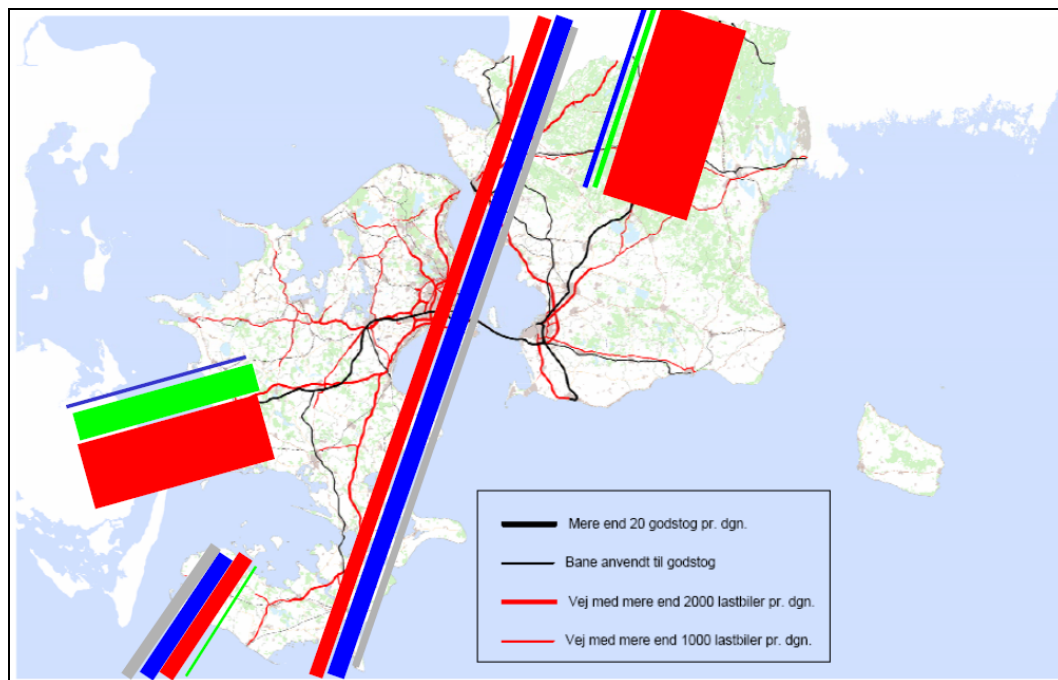 Mere end 20 godstog pr. dgn.
Bane anvendt til godstog
Vej med mere end 2000 lastbiler pr. dgn.
Vej med mere end 1000 lastbiler pr. dgn.